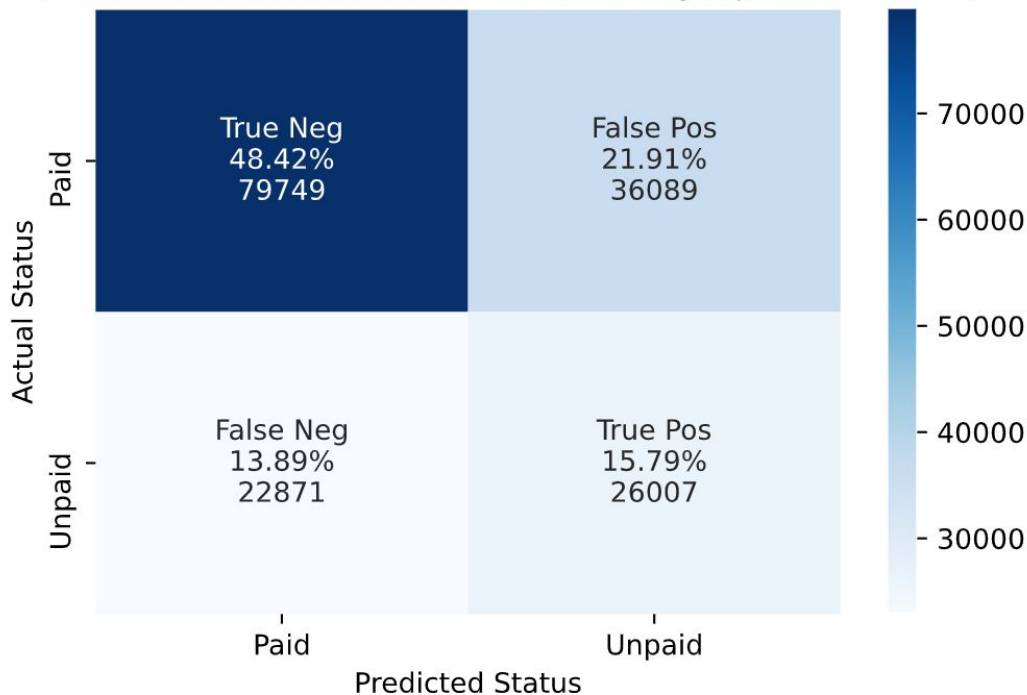 True Neg
48.42%
79749
False Pos
21.91%
36089
False Neg
13.89%
22871
True Pos
15.79%
26007
Paid
Unpaid
Actual Status
Paid
Unpaid
Predicted Status
70000
60000
50000
40000
30000